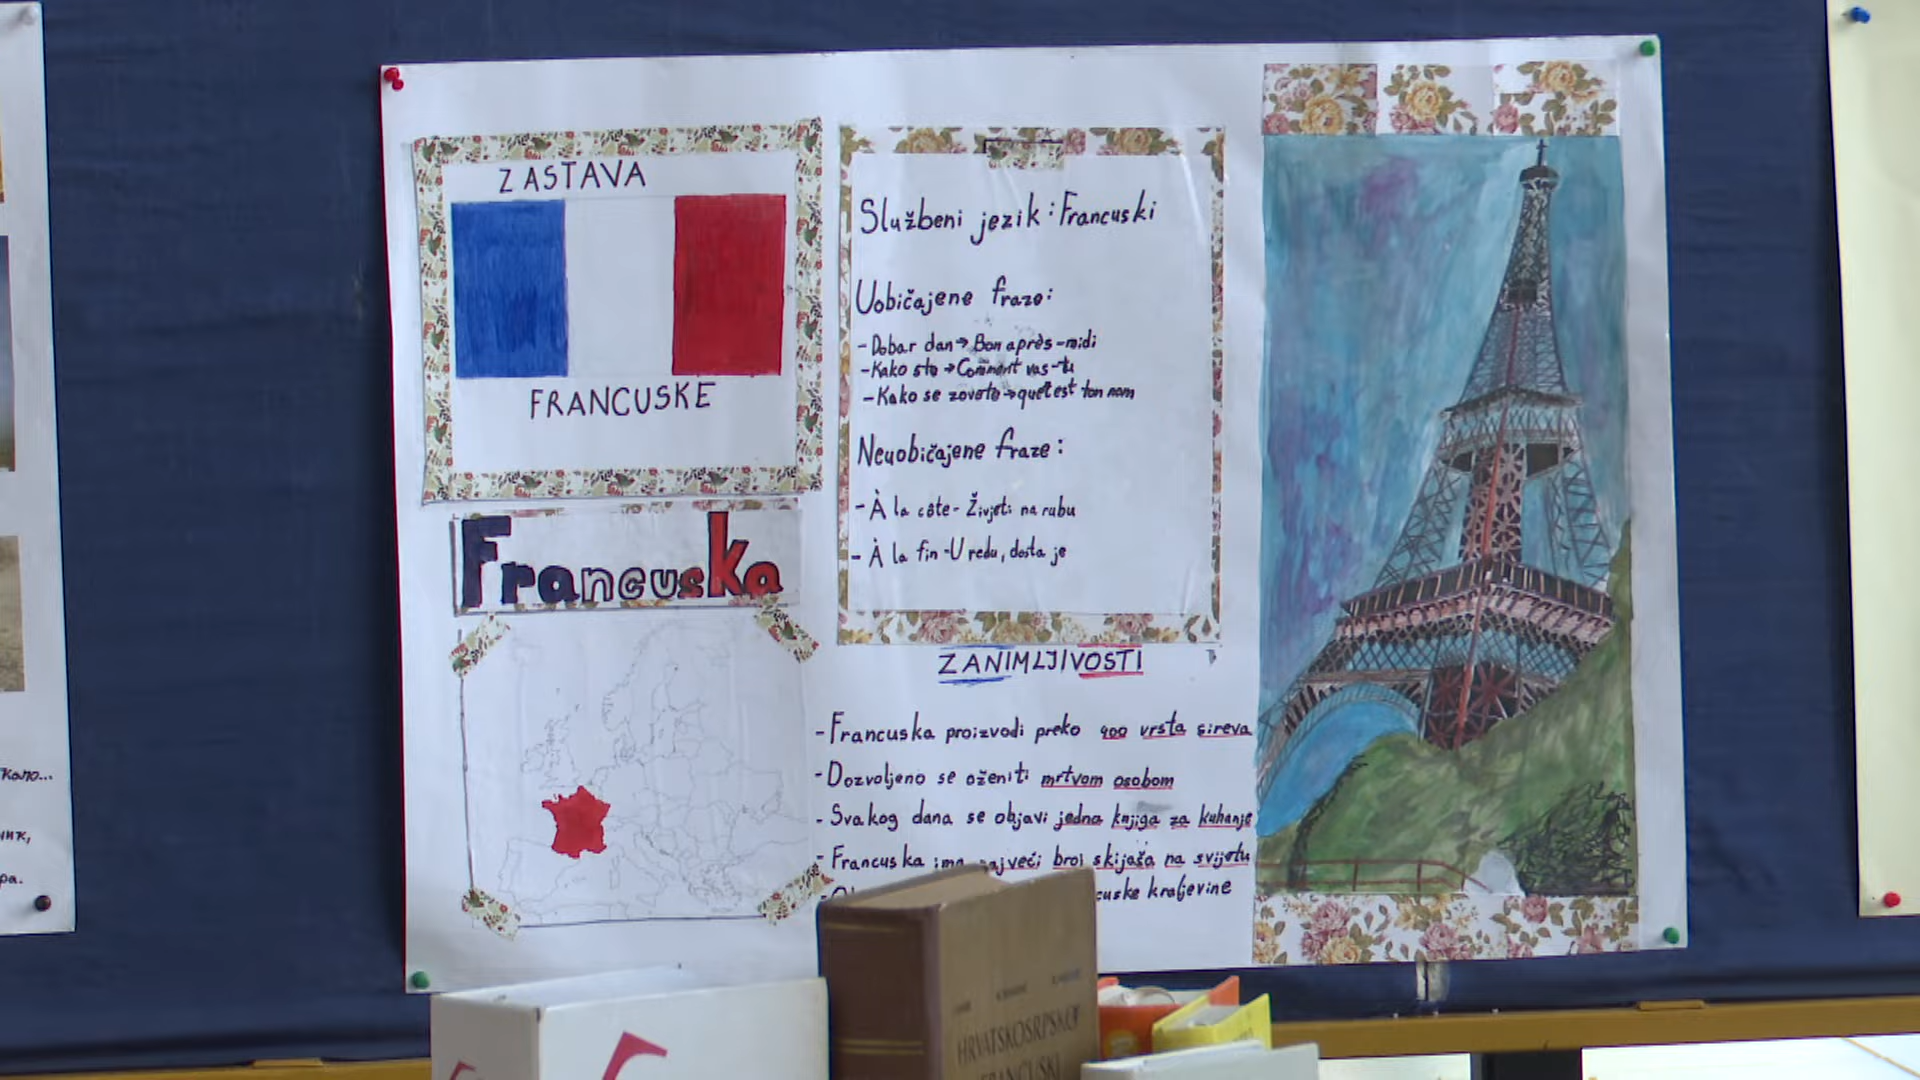 ZASTAVA
FRANCUSKE
Francuska
Službeni jezik: Francuski
Uobičajene fraze:
- Dobar dan → Bon après-midi
- Kako ste → Comment vas-tu
- Kako se zovete → quel est ton nom
Neuobičajene fraze:
- À la côte - Živjeti na rubu
- À la fin - U redu, dosta je
ZANIMLJIVOSTI
- Francuska proizvodi preko 400 vrsta sireva
- Dozvoljeno se oženiti mrtvom osobom
- Svakog dana se objavi jedna knjiga za kuhanje
- Francuska ima najveći broj skijaša na svijetu
kraljevine
HRVATSKOSRPSKO
FRANCUSKI